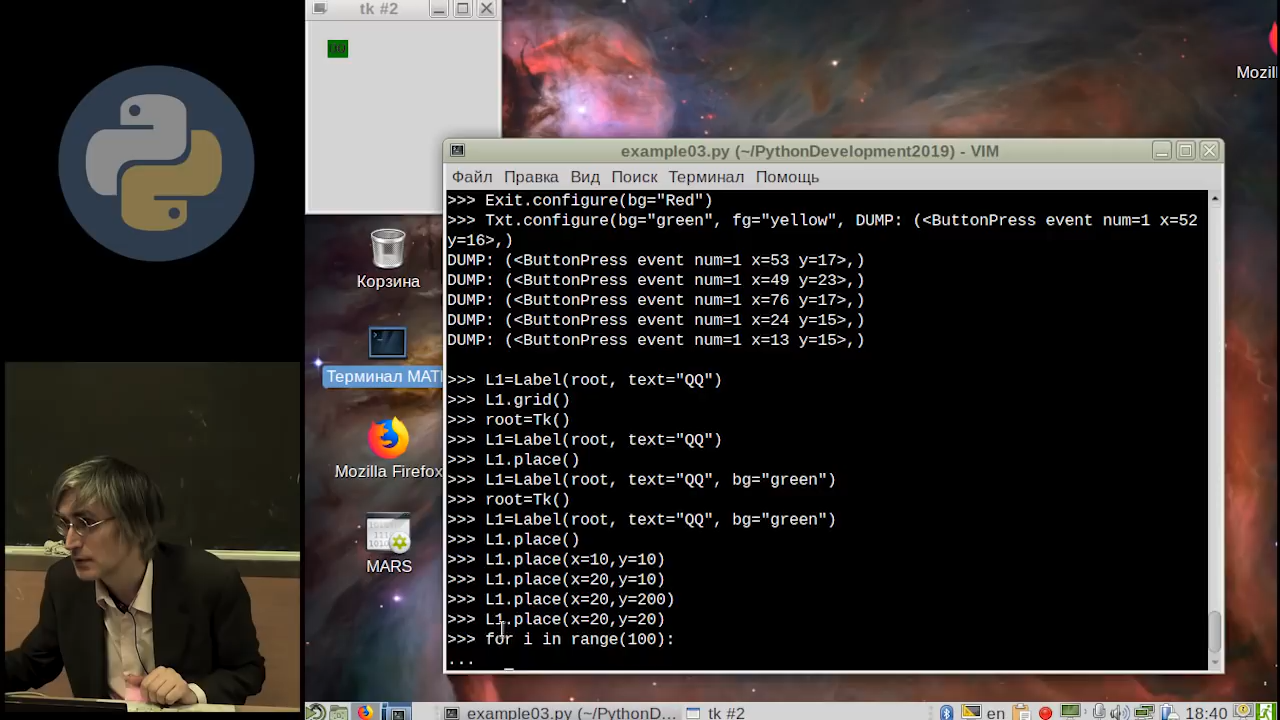 tk #2
QQ
Mozill
example03.py (~/PythonDevelopment2019) - VIM
Файл Правка Вид Поиск Терминал Помощь
>>> Exit.configure(bg="Red")
>>> Txt.configure(bg="green", fg="yellow", DUMP: (<ButtonPress event num=1 x=52
y=16>,)
DUMP: (<ButtonPress event num=1 x=53 y=17>,)
DUMP: (<ButtonPress event num=1 x=49 y=23>,)
DUMP: (<ButtonPress event num=1 x=76 y=17>,)
DUMP: (<ButtonPress event num=1 x=24 y=15>,)
DUMP: (<ButtonPress event num=1 x=13 y=15>,)
>>> L1=Label(root, text="QQ")
>>> L1.grid()
>>> root=Tk()
>>> L1=Label(root, text="QQ")
>>> L1.place()
>>> L1=Label(root, text="QQ", bg="green")
>>> root=Tk()
>>> L1=Label(root, text="QQ", bg="green")
>>> L1.place()
>>> L1.place(x=10,y=10)
>>> L1.place(x=20,y=10)
>>> L1.place(x=20,y=200)
>>> L1.place(x=20,y=20)
>>> for i in range(100):
...
Корзина
Терминал MATE
Mozilla Firefox
MARS
example03.py (~/PythonD...
tk #2
en
18:40